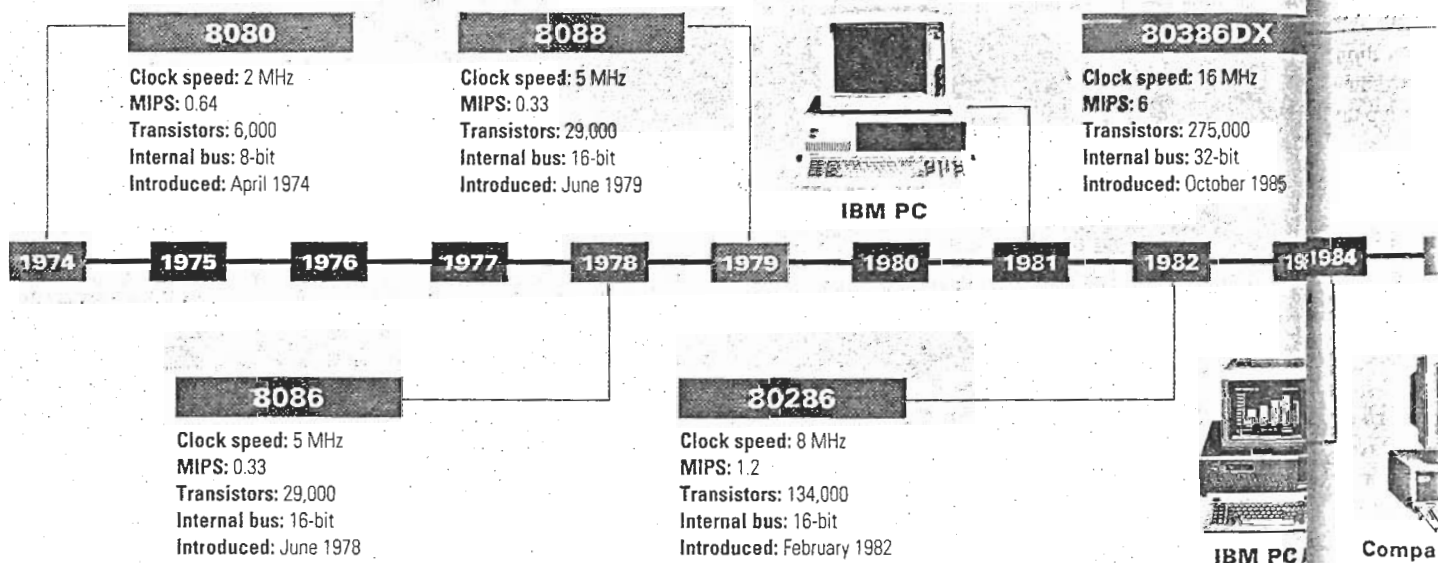 8080
Clock speed: 2 MHz
MIPS: 0.64
Transistors: 6,000
Internal bus: 8-bit
Introduced: April 1974
8088
Clock speed: 5 MHz
MIPS: 0.33
Transistors: 29,000
Internal bus: 16-bit
Introduced: June 1979
IBM PC
80386DX
Clock speed: 16 MHz
MIPS: 6
Transistors: 275,000
Internal bus: 32-bit
Introduced: October 1985
1974 1975 1976 1977 1978 1979 1980 1981 1982 1984
8086
Clock speed: 5 MHz
MIPS: 0.33
Transistors: 29,000
Internal bus: 16-bit
Introduced: June 1978
80286
Clock speed: 8 MHz
MIPS: 1.2
Transistors: 134,000
Internal bus: 16-bit
Introduced: February 1982
IBM PC
Compa